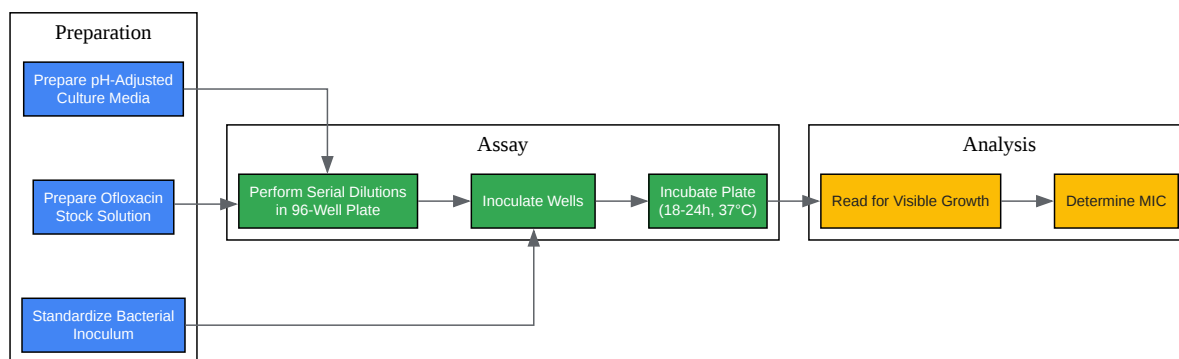 Preparation
Prepare pH-Adjusted
Culture Media
Prepare Ofloxacin
Stock Solution
Standardize Bacterial
Inoculum
Assay
Perform Serial Dilutions
in 96-Well Plate
Inoculate Wells
Incubate Plate
(18-24h, 37°C)
Analysis
Read for Visible Growth
Determine MIC